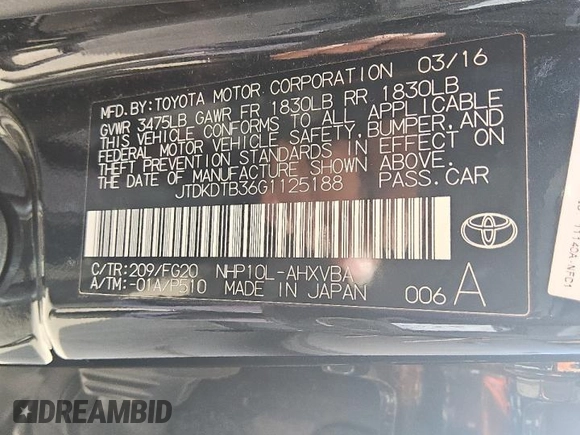 MFD. BY: TOYOTA MOTOR CORPORATION 03/16
GVWR 3475LB GAWR FR 1830LB RR 1830LB
THIS VEHICLE CONFORMS TO ALL APPLICABLE
FEDERAL MOTOR VEHICLE SAFETY, BUMPER, AND
THEFT PREVENTION STANDARDS IN EFFECT ON
THE DATE OF MANUFACTURE SHOWN ABOVE.
JTDKDTB36G1125188 PASS. CAR
C/TR: 209/FG20 NHP10L-AHXVBA
A/TM: -01A/P510 MADE IN JAPAN 006 A
DREAMBID